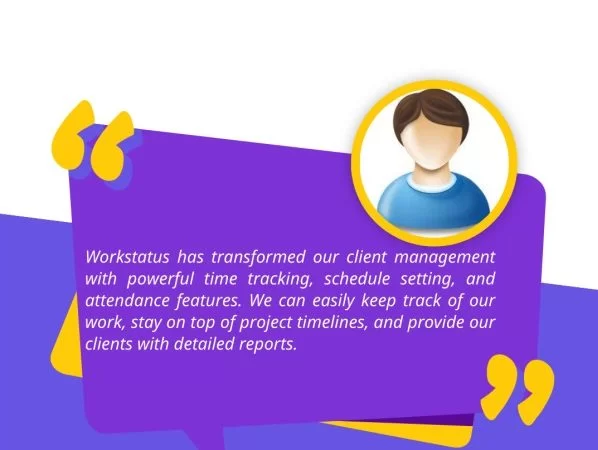 Workstatus has transformed our client management
with powerful time tracking, schedule setting, and
attendance features. We can easily keep track of our
work, stay on top of project timelines, and provide our
clients with detailed reports.